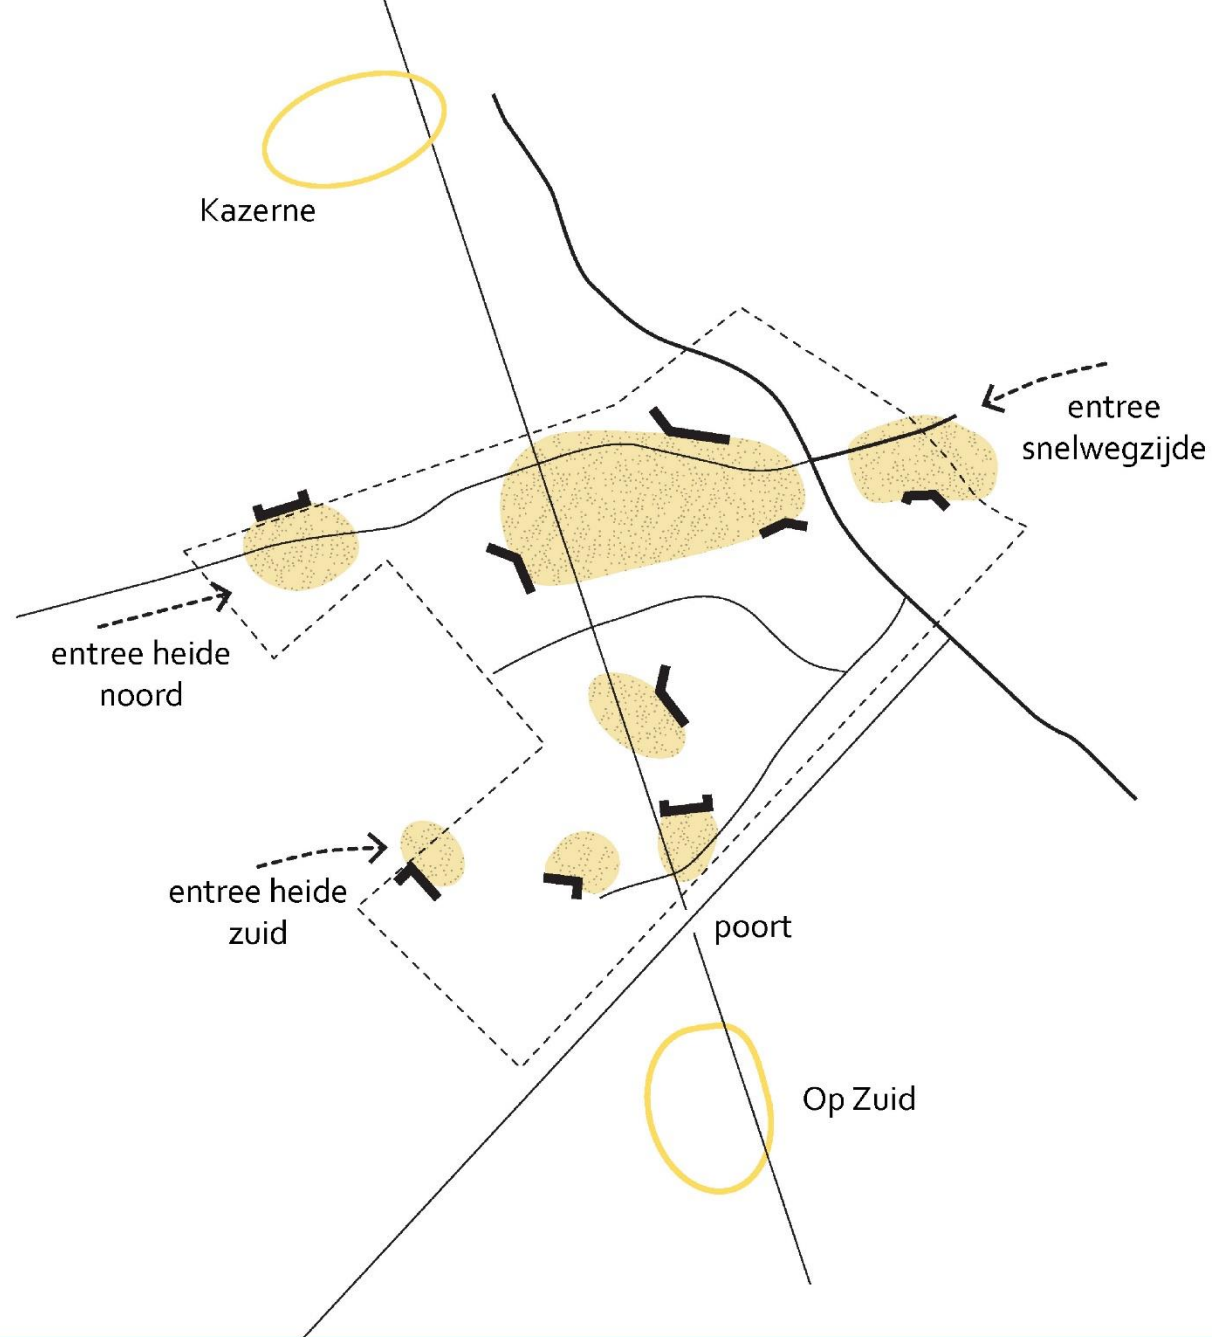 Kazerne
entree
snelwegzijde
entree heide
noord
entree heide
zuid
poort
Op Zuid